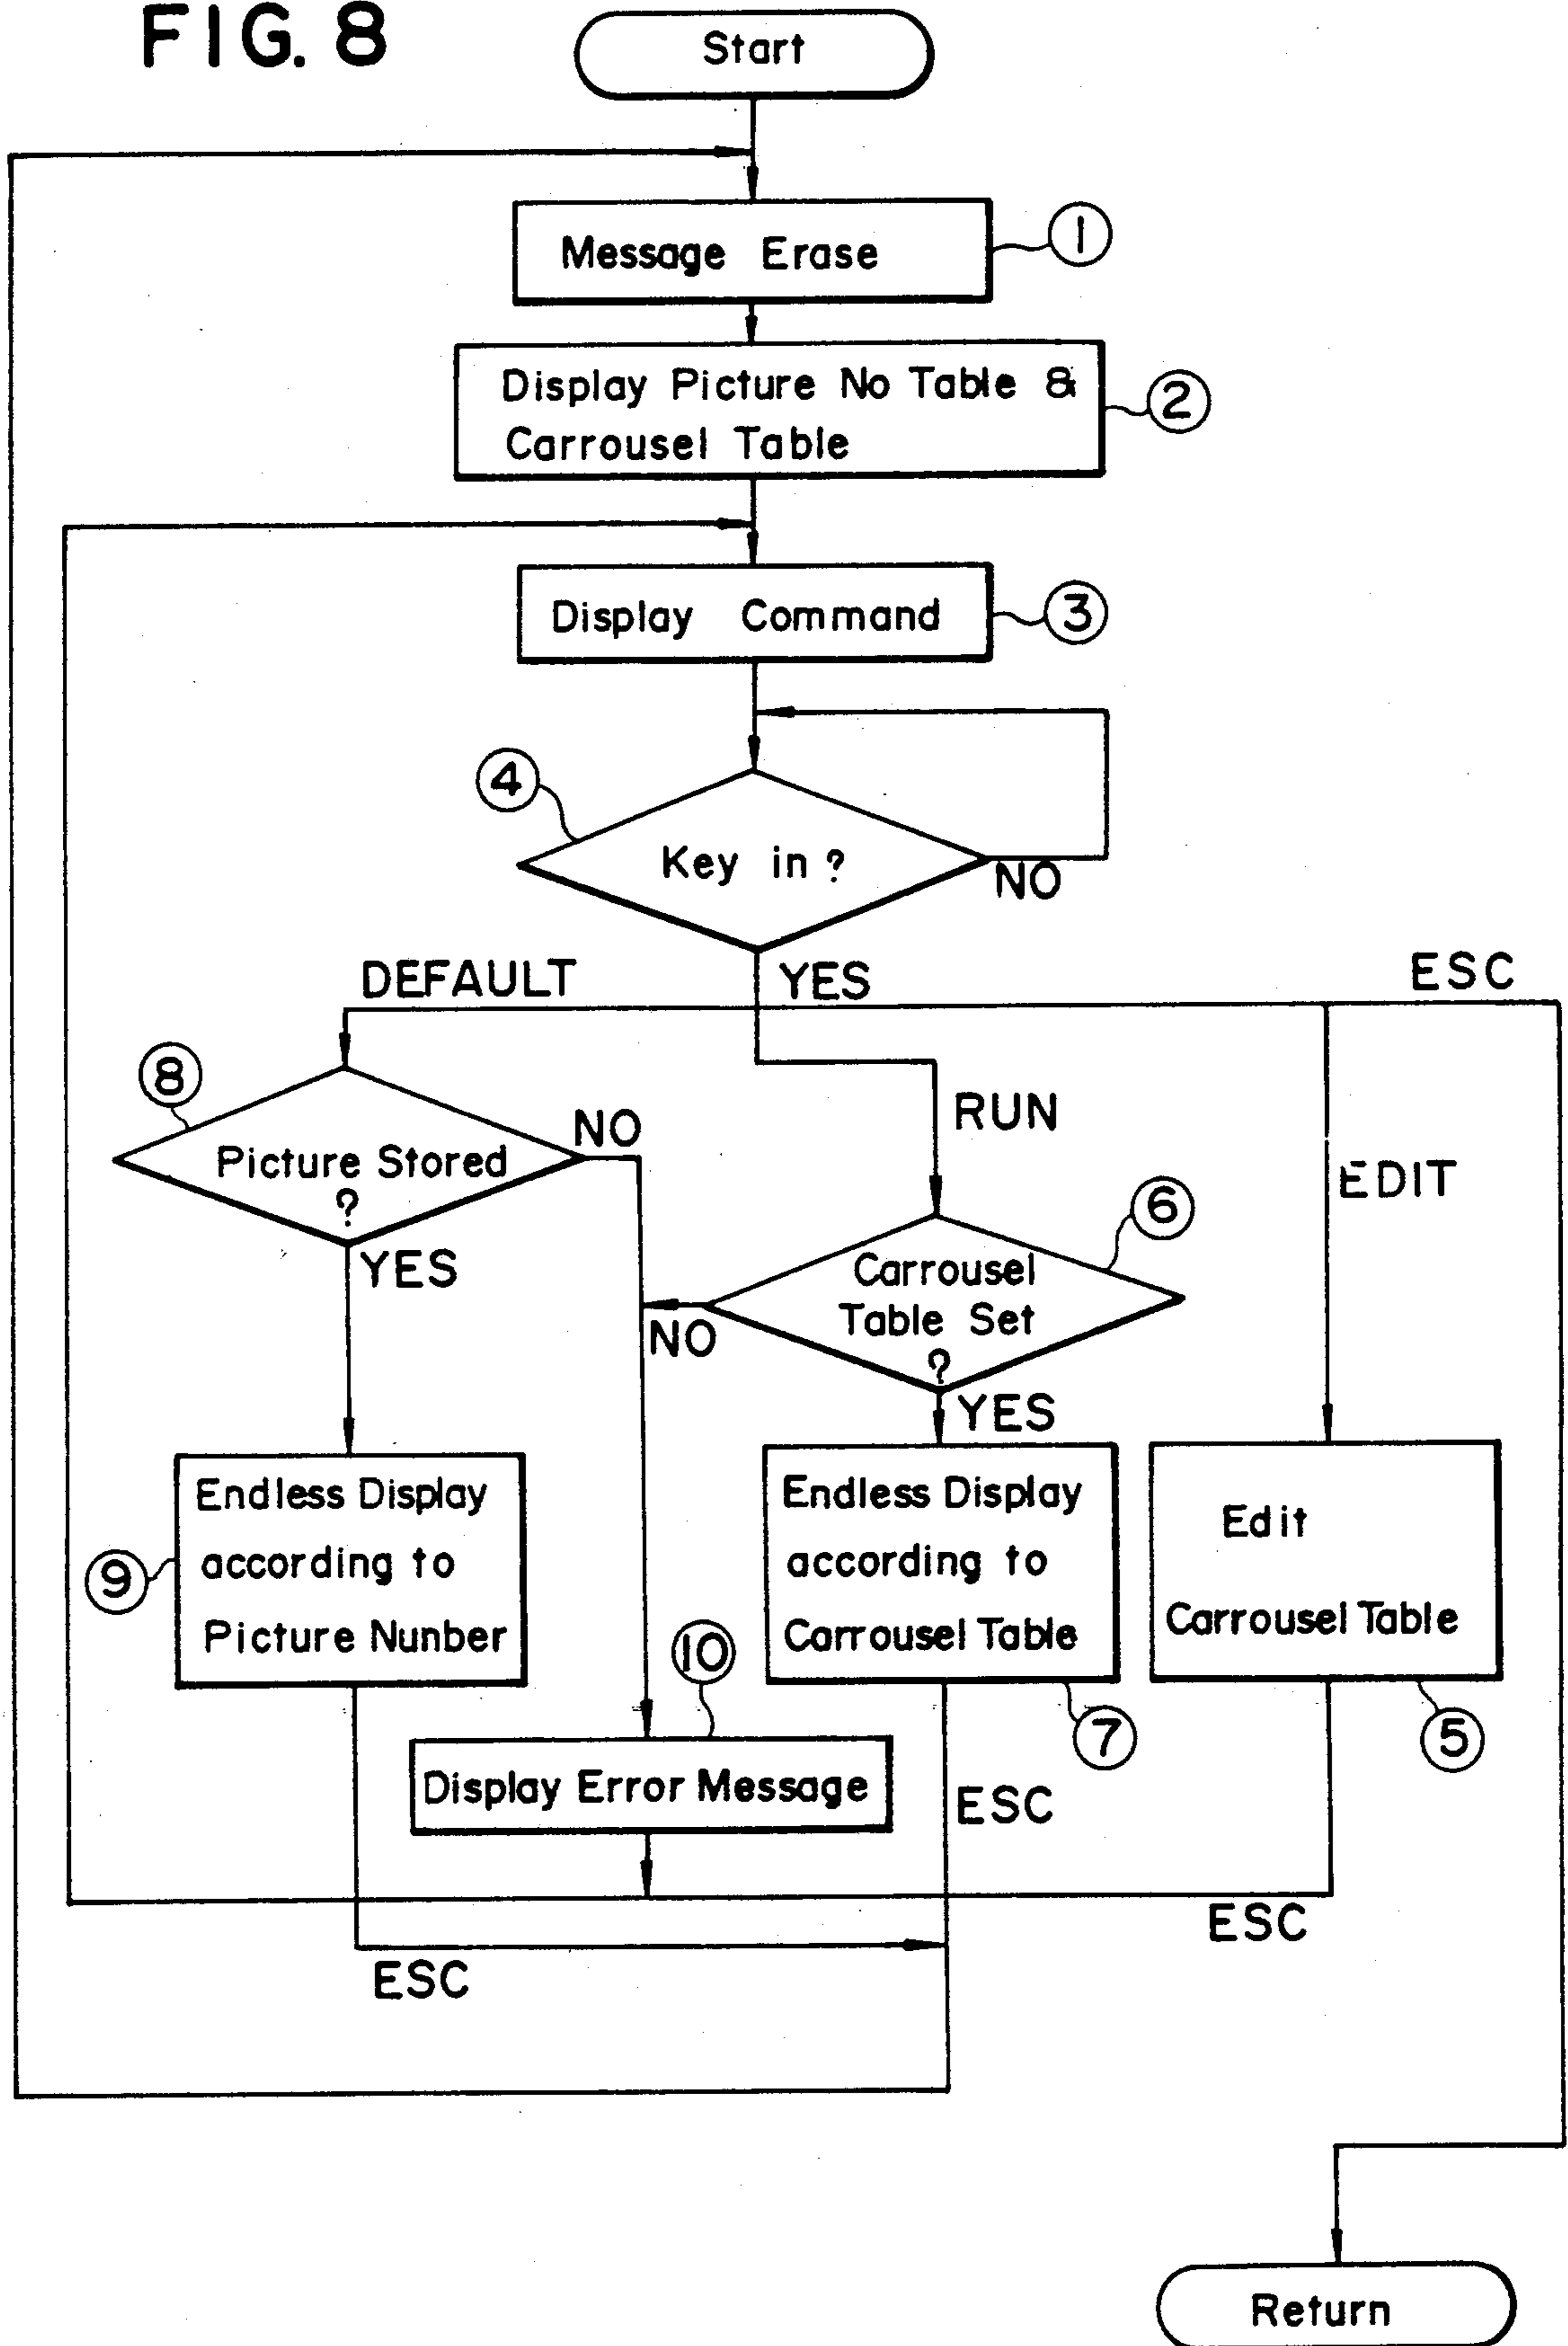 FIG. 8
Start
Message Erase
1
Display Picture No Table &
Carrousel Table
2
Display Command
3
4
Key in ?
NO
DEFAULT
YES
ESC
8
Picture Stored
?
NO
YES
RUN
EDIT
6
Carrousel
Table Set
?
NO
YES
Endless Display
according to
Picture Nunber
9
Endless Display
according to
Carrousel Table
7
Edit
Carrousel Table
5
10
Display Error Message
ESC
ESC
ESC
Return